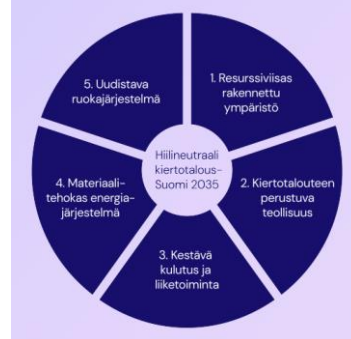 1. Resurssiviisas
rakennettu
ympäristö
2. Kiertotalouteen
perustuva
teollisuus
3. Kestävä
kulutus ja
liiketoiminta
4. Materiaali-
tehokas energia-
järjestelmä
5. Uudistava
ruokajärjestelmä
Hiilineutraali
kiertotalous-
Suomi 2035